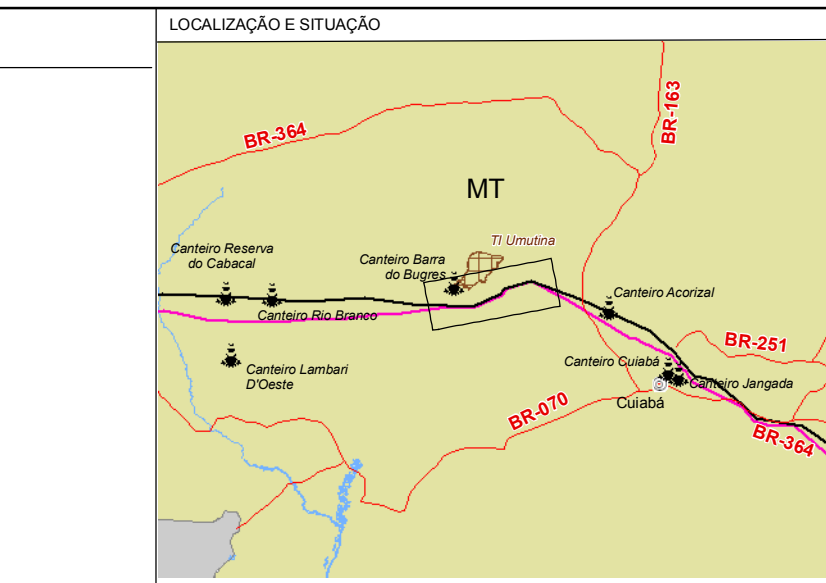 LOCALIZAÇÃO E SITUAÇÃO
BR-163
BR-364
MT
TI Umutina
Canteiro Reserva
do Cabacal
Canteiro Barra
do Bugres
Canteiro Acorizal
Canteiro Rio Branco
BR-251
Canteiro Cuiabá
Canteiro Lambari
D'Oeste
Canteiro Jangada
Cuiabá
BR-070
BR-364